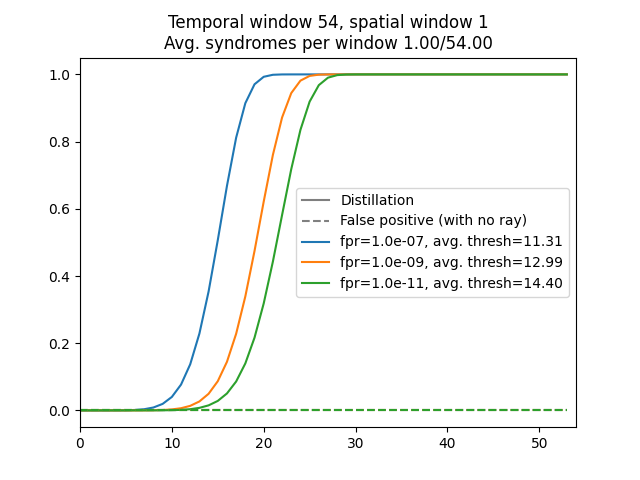 Temporal window 54, spatial window 1
Avg. syndromes per window 1.00/54.00
1.0
0.8
0.6
0.4
0.2
0.0
Distillation
False positive (with no ray)
fpr=1.0e-07, avg. thresh=11.31
fpr=1.0e-09, avg. thresh=12.99
fpr=1.0e-11, avg. thresh=14.40
0 10 20 30 40 50